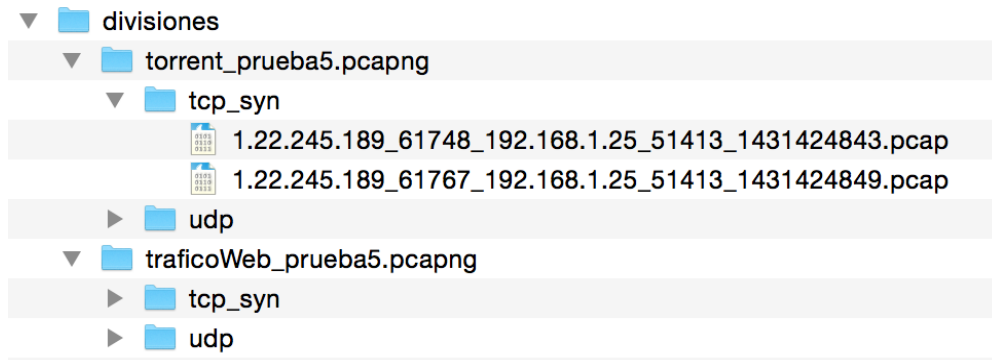 divisiones
torrent_prueba5.pcapng
tcp_syn
1.22.245.189_61748_192.168.1.25_51413_1431424843.pcap
1.22.245.189_61767_192.168.1.25_51413_1431424849.pcap
udp
traficoWeb_prueba5.pcapng
tcp_syn
udp